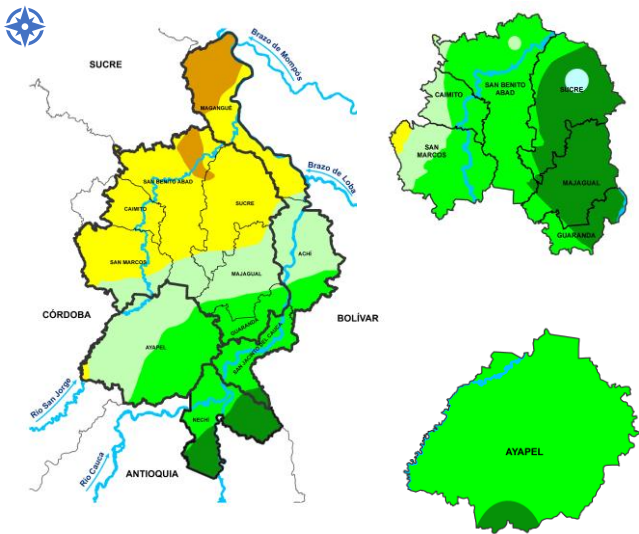 SUCRE
Brazo de Mompós
MAGANGUÉ
Brazo de Loba
SAN BENITO ABAD
CAIMITO
SUCRE
SAN MARCOS
MAJAGUAL
ACHÍ
CÓRDOBA
BOLÍVAR
GUARANDA
AYAPEL
SAN JACINTO DEL CAUCA
Río San Jorge
NECHÍ
Río Cauca
ANTIOQUIA
CAIMITO
SAN BENITO
ABAD
SUCRE
SAN
MARCOS
MAJAGUAL
GUARANDA
AYAPEL